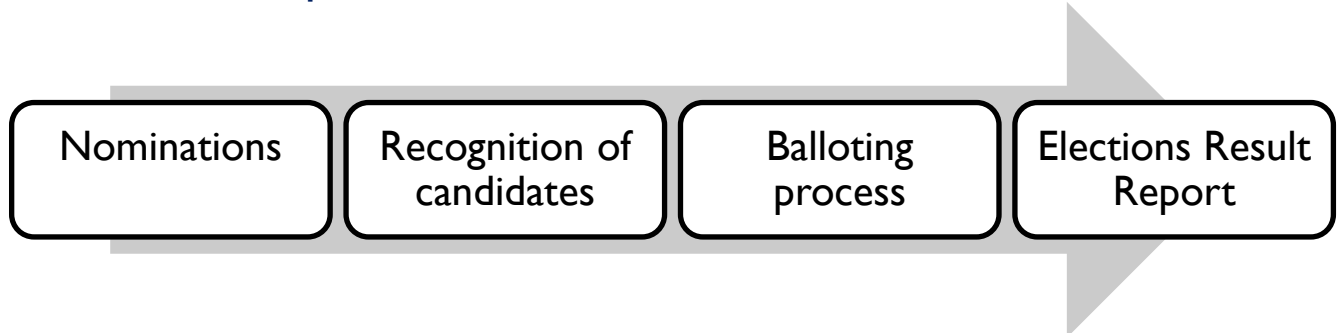 Nominations
Recognition of
candidates
Balloting
process
Elections Result
Report